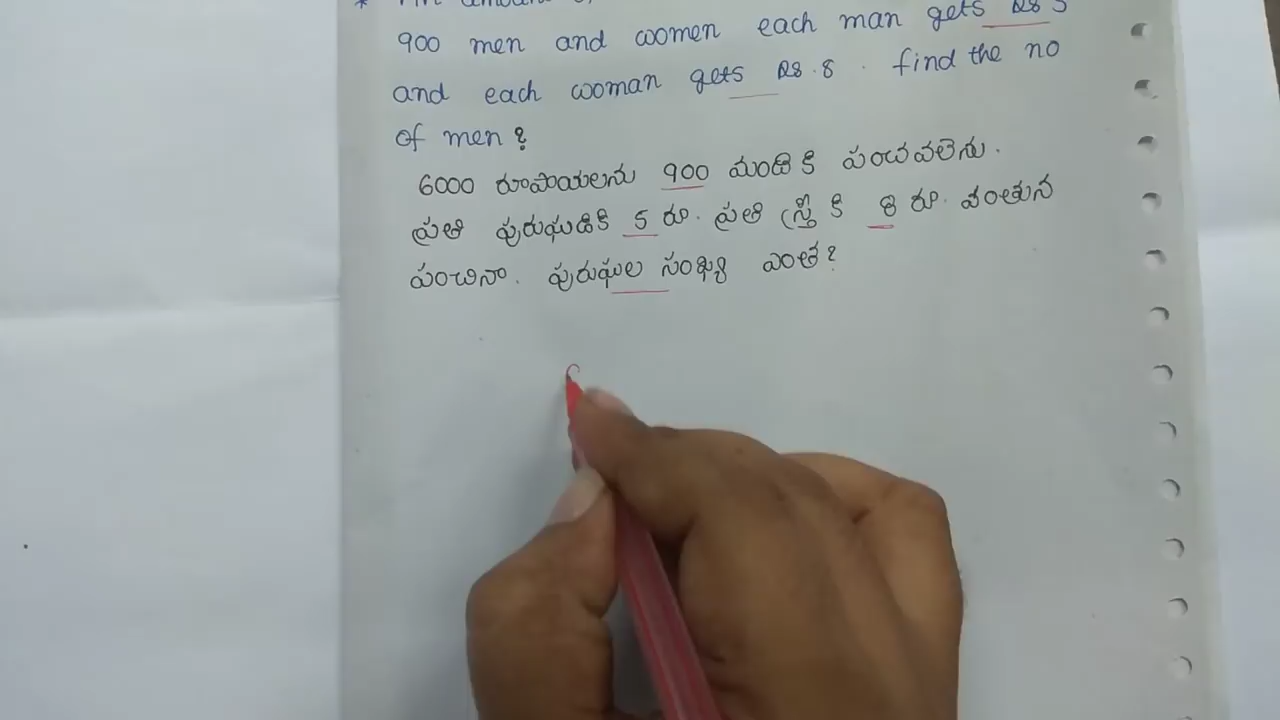 900 men and women each man gets Rs 5
and each woman gets Rs. 8. find the no
of men?
6000 రూపాయలను 900 మందికి పంచవలెను.
ప్రతి పురుషుడికి 5 రూ. ప్రతి స్త్రీ కి 8 రూ. వంతున
పంచినా. పురుషుల సంఖ్య ఎంత?